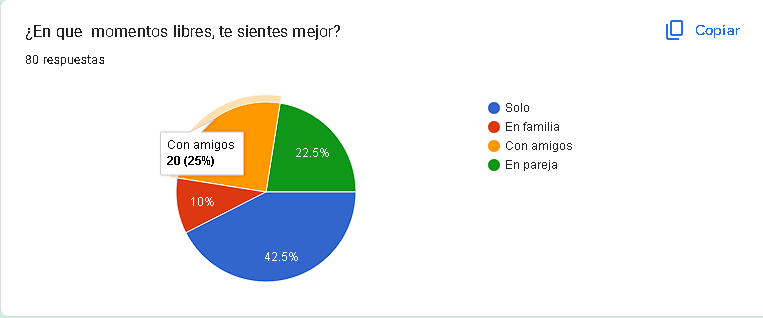 ¿En que  momentos libres, te sientes mejor?
Copiar
80 respuestas
Solo
En familia
Con amigos
En pareja
Con amigos
20 (25%)
22.5%
10%
42.5%